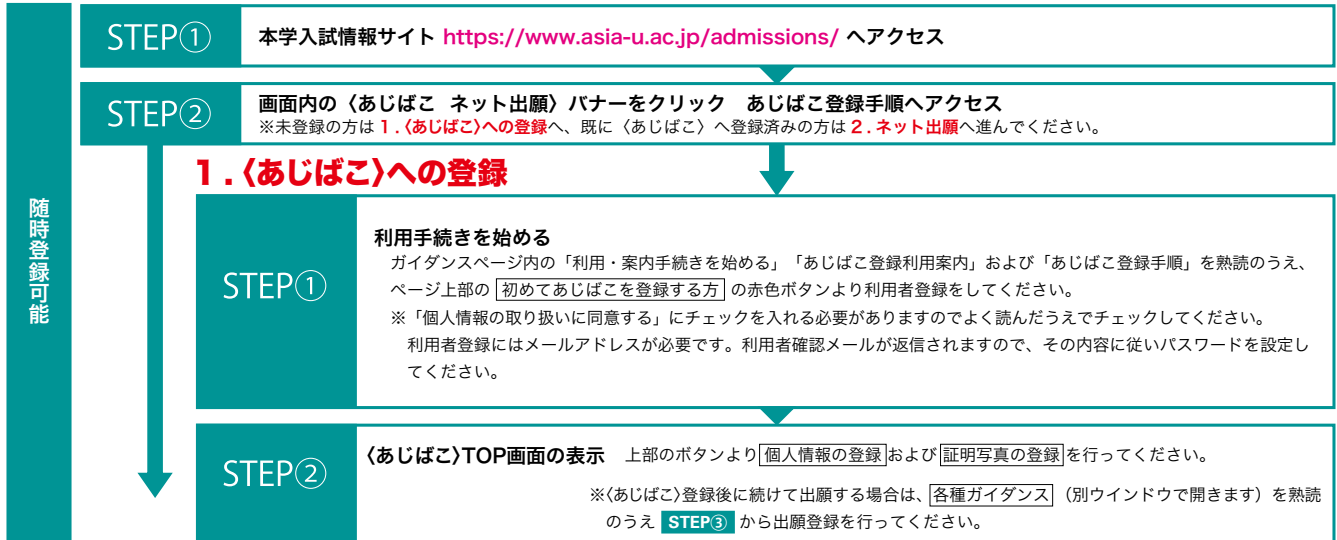 随時登録可能
STEP① 本学入試情報サイト https://www.asia-u.ac.jp/admissions/ へアクセス
STEP② 画面内の〈あじばこ ネット出願〉バナーをクリック　あじばこ登録手順へアクセス
※未登録の方は 1.〈あじばこ〉への登録へ、既に〈あじばこ〉へ登録済みの方は 2.ネット出願へ進んでください。
1.〈あじばこ〉への登録
STEP①
利用手続きを始める
ガイダンスページ内の「利用・案内手続きを始める」「あじばこ登録利用案内」および「あじばこ登録手順」を熟読のうえ、
ページ上部の 初めてあじばこを登録する方 の赤色ボタンより利用者登録をしてください。
※「個人情報の取り扱いに同意する」にチェックを入れる必要がありますのでよく読んだうえでチェックしてください。
利用者登録にはメールアドレスが必要です。利用者確認メールが返信されますので、その内容に従いパスワードを設定し
てください。
STEP②
〈あじばこ〉TOP画面の表示　上部のボタンより 個人情報の登録 および 証明写真の登録 を行ってください。
※〈あじばこ〉登録後に続けて出願する場合は、各種ガイダンス（別ウインドウで開きます）を熟読
のうえ STEP③ から出願登録を行ってください。